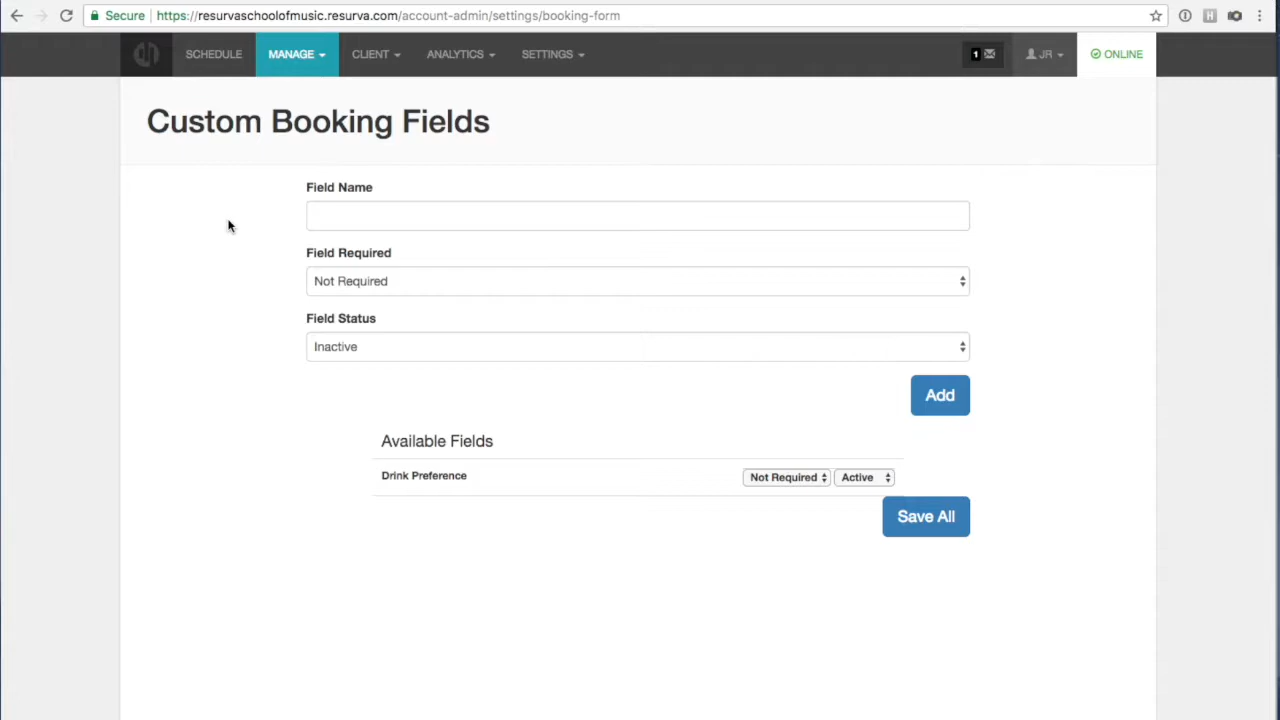 Secure https://resurvaschoolofmusic.resurva.com/account-admin/settings/booking-form
SCHEDULE MANAGE CLIENT ANALYTICS SETTINGS 1 JR ONLINE
Custom Booking Fields
Field Name
Field Required
Not Required
Field Status
Inactive
Add
Available Fields
Drink Preference Not Required Active
Save All